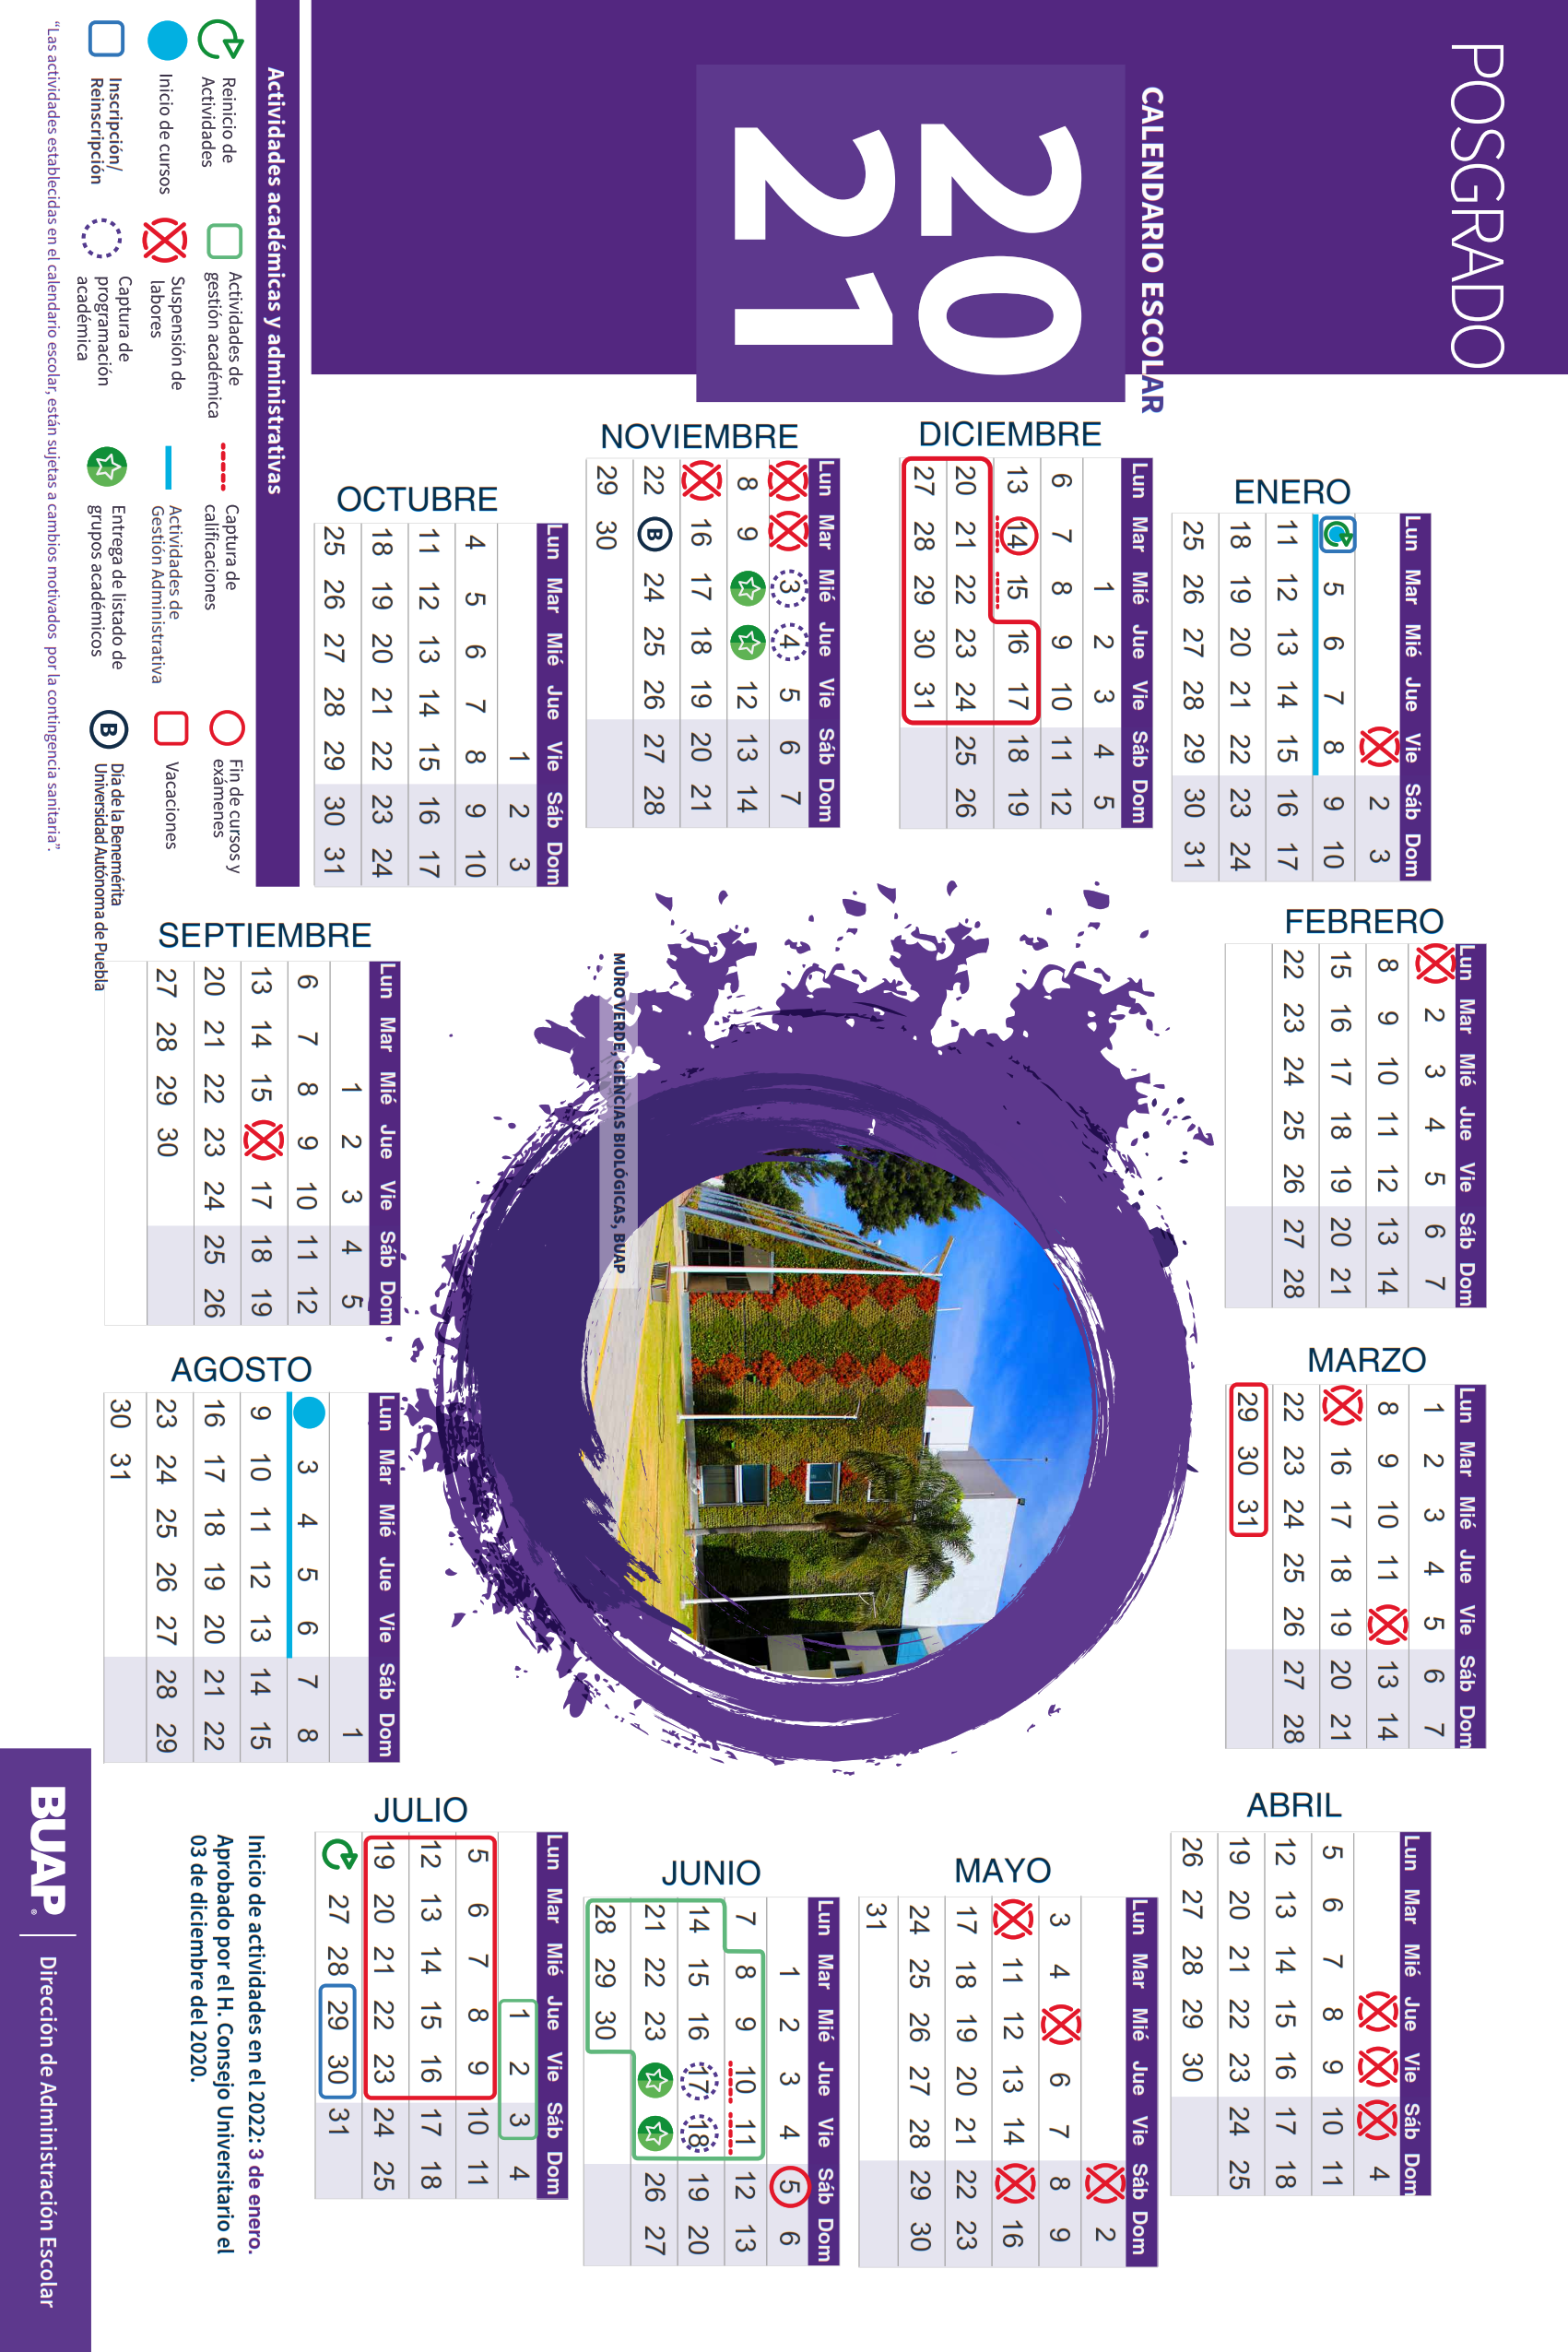 POSGRADO
CALENDARIO ESCOLAR
20
21
ENERO
Lun Mar Mié Jue Vie Sáb Dom
2 3
5 6 7 8 9 10
11 12 13 14 15 16 17
18 19 20 21 22 23 24
25 26 27 28 29 30 31
FEBRERO
Lun Mar Mié Jue Vie Sáb Dom
2 3 4 5 6 7
8 9 10 11 12 13 14
15 16 17 18 19 20 21
22 23 24 25 26 27 28
MARZO
Lun Mar Mié Jue Vie Sáb Dom
1 2 3 4 5 6 7
8 9 10 11 13 14
16 17 18 19 20 21
22 23 24 25 26 27 28
29 30 31
ABRIL
Lun Mar Mié Jue Vie Sáb Dom
4
5 6 7 8 9 10 11
12 13 14 15 16 17 18
19 20 21 22 23 24 25
26 27 28 29 30
MAYO
Lun Mar Mié Jue Vie Sáb Dom
2
3 4 6 7 8 9
11 12 13 14 16
17 18 19 20 21 22 23
24 25 26 27 28 29 30
31
JUNIO
Lun Mar Mié Jue Vie Sáb Dom
1 2 3 4 5 6
7 8 9 10 11 12 13
14 15 16 17 18 19 20
21 22 23 26 27
28 29 30
JULIO
Lun Mar Mié Jue Vie Sáb Dom
1 2 3 4
5 6 7 8 9 10 11
12 13 14 15 16 17 18
19 20 21 22 23 24 25
27 28 29 30 31
AGOSTO
Lun Mar Mié Jue Vie Sáb Dom
1
3 4 5 6 7 8
9 10 11 12 13 14 15
16 17 18 19 20 21 22
23 24 25 26 27 28 29
30 31
SEPTIEMBRE
Lun Mar Mié Jue Vie Sáb Dom
1 2 3 4 5
6 7 8 9 10 11 12
13 14 15 17 18 19
20 21 22 23 24 25 26
27 28 29 30
OCTUBRE
Lun Mar Mié Jue Vie Sáb Dom
1 2 3
4 5 6 7 8 9 10
11 12 13 14 15 16 17
18 19 20 21 22 23 24
25 26 27 28 29 30 31
NOVIEMBRE
Lun Mar Mié Jue Vie Sáb Dom
3 4 5 6 7
8 9 12 13 14
16 17 18 19 20 21
22 B 24 25 26 27 28
29 30
DICIEMBRE
Lun Mar Mié Jue Vie Sáb Dom
1 2 3 4 5
6 7 8 9 10 11 12
13 14 15 16 17 18 19
20 21 22 23 24 25 26
27 28 29 30 31
MURO VERDE, CIENCIAS BIOLÓGICAS, BUAP
Actividades académicas y administrativas
Reinicio de
Actividades
Actividades de
gestión académica
Captura de
calificaciones
Fin de cursos y
exámenes
Inicio de cursos
Suspensión de
labores
Actividades de
Gestión Administrativa
Vacaciones
Inscripción/
Reinscripción
Captura de
programación
académica
Entrega de listado de
grupos académicos
B
Dia de la Benemérita
Universidad Autónoma de Puebla
"Las actividades establecidas en el calendario escolar, están sujetas a cambios motivados por la contingencia sanitaria".
Inicio de actividades en el 2022: 3 de enero.
Aprobado por el H. Consejo Universitario el
03 de diciembre del 2020.
BUAP®
Dirección de Administración Escolar